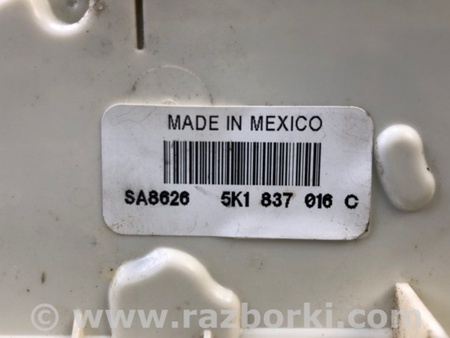 MADE IN MEXICO
SA8626 5K1 837 016 C
© www.razborki.com